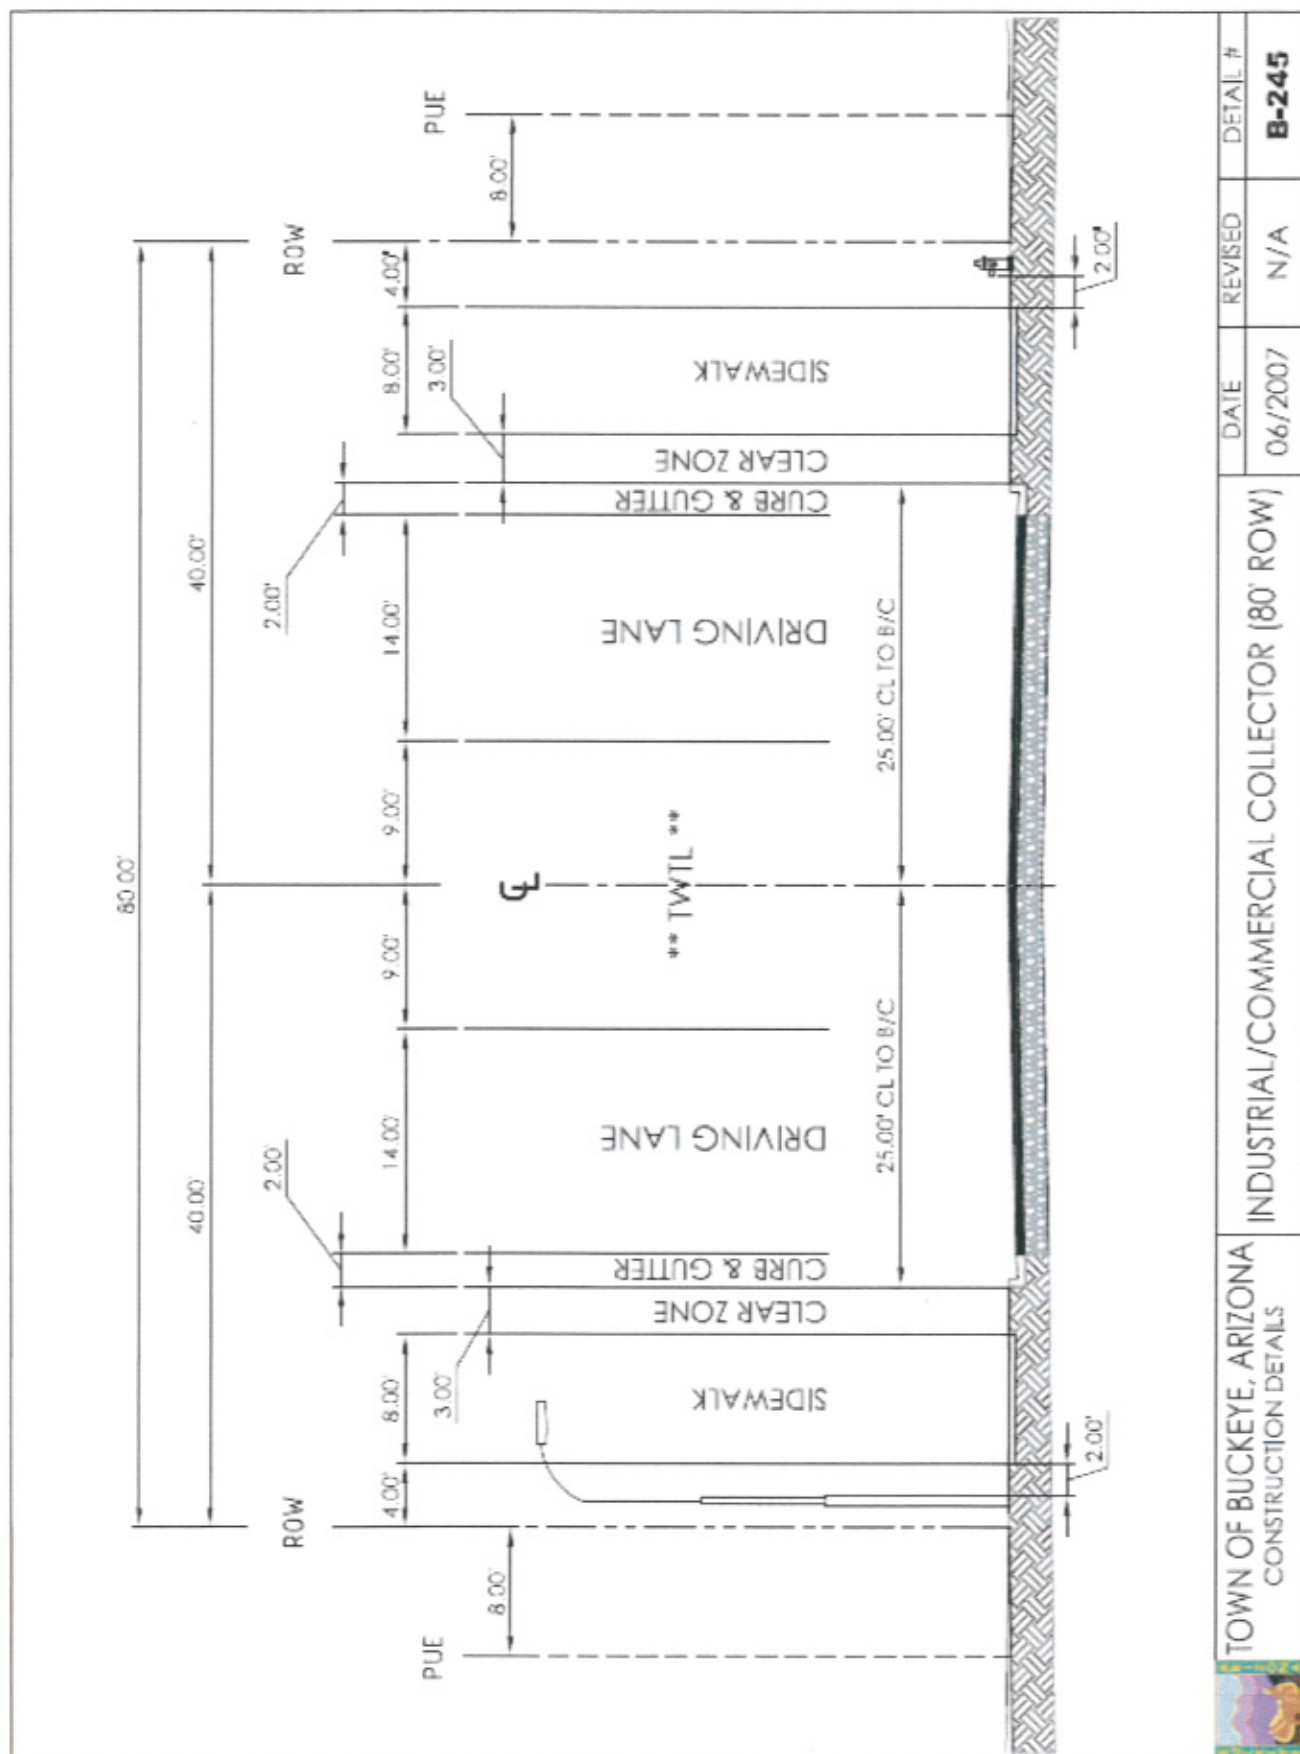 80.00'
40.00'
40.00'
ROW
ROW
2.00'
2.00'
4.00'
8.00'
14.00'
9.00'
9.00'
14.00'
8.00'
4.00'
PUE
PUE
8.00'
3.00'
3.00'
8.00'
CL
SIDEWALK
CLEAR ZONE
CURB & GUTTER
DRIVING LANE
** TWTL **
DRIVING LANE
CURB & GUTTER
CLEAR ZONE
SIDEWALK
25.00' CL TO B/C
25.00' CL TO B/C
2.00'
2.00'
TOWN OF BUCKEYE, ARIZONA
CONSTRUCTION DETAILS
INDUSTRIAL/COMMERCIAL COLLECTOR (80' ROW)
DATE
06/2007
REVISED
N/A
DETAIL #
B-245